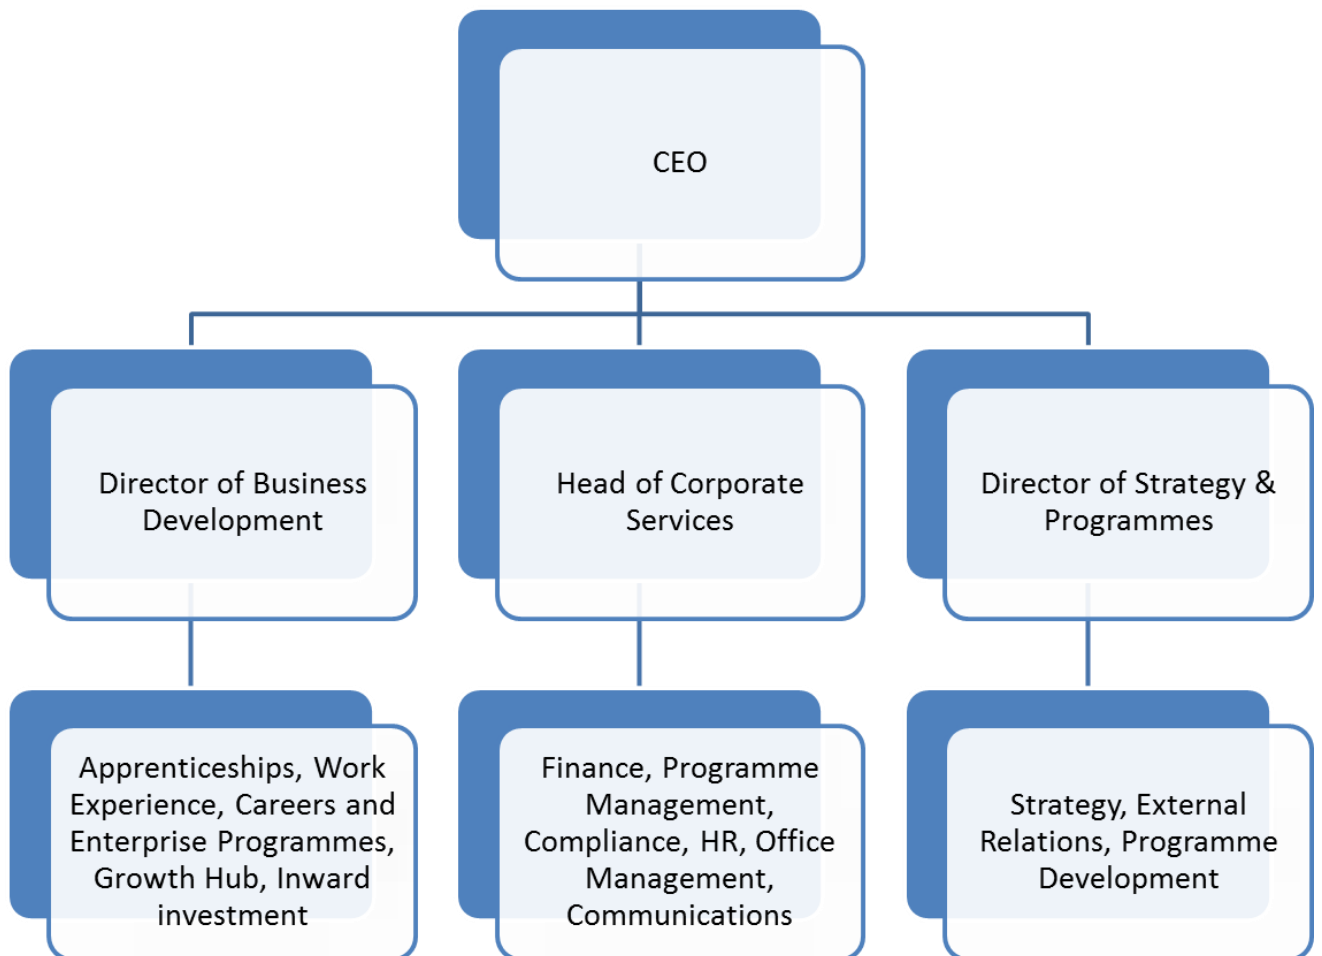 CEO
Director of Business
Development
Head of Corporate
Services
Director of Strategy &
Programmes
Apprenticeships, Work
Experience, Careers and
Enterprise Programmes,
Growth Hub, Inward
investment
Finance, Programme
Management,
Compliance, HR, Office
Management,
Communications
Strategy, External
Relations, Programme
Development